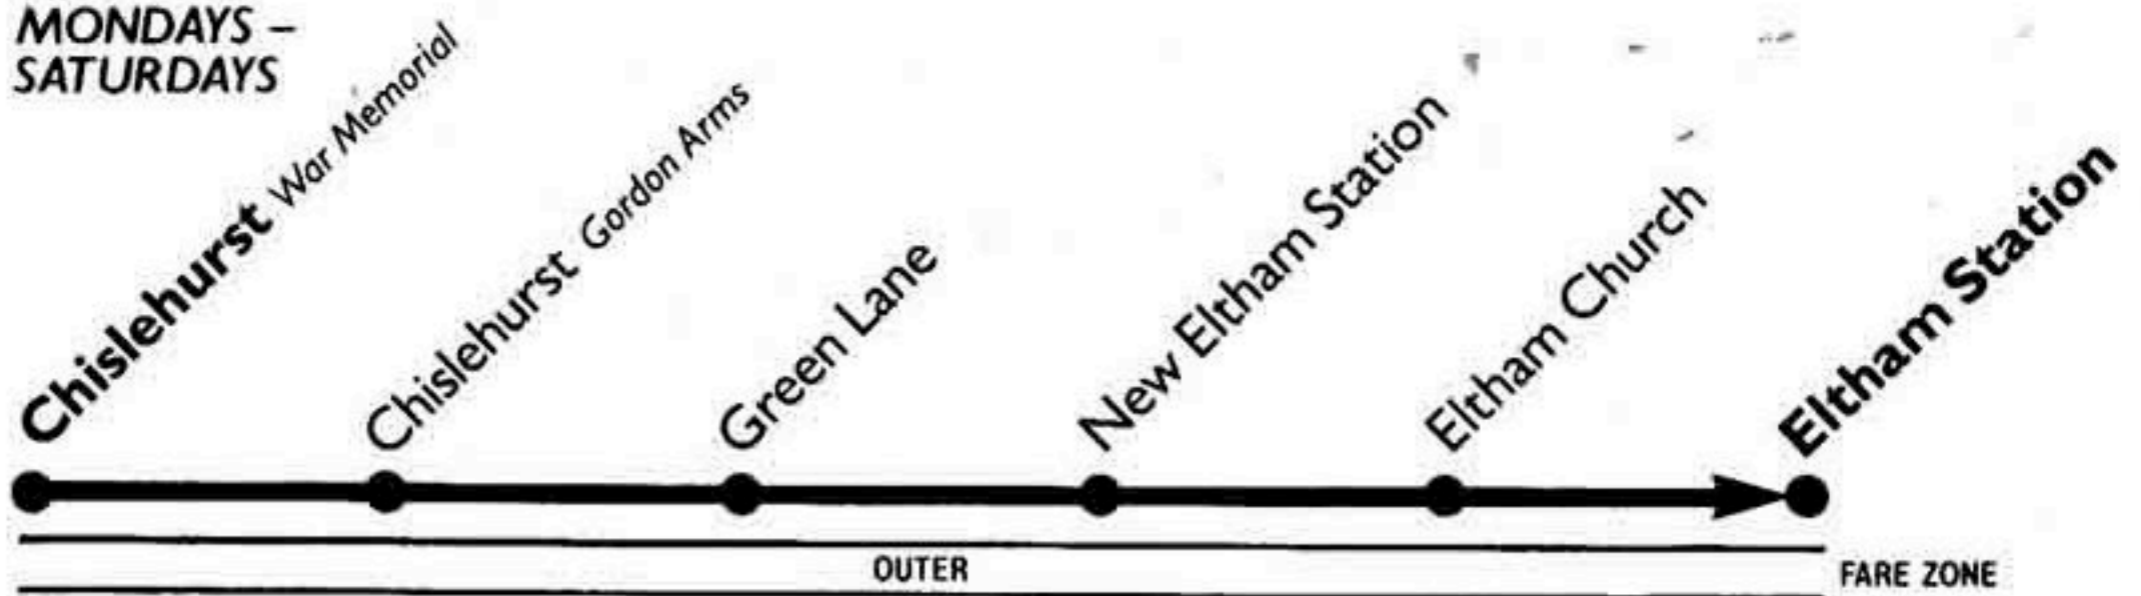 MONDAYS –
SATURDAYS
Chislehurst War Memorial
Chislehurst Gordon Arms
Green Lane
New Eltham Station
Eltham Church
Eltham Station
OUTER
FARE ZONE